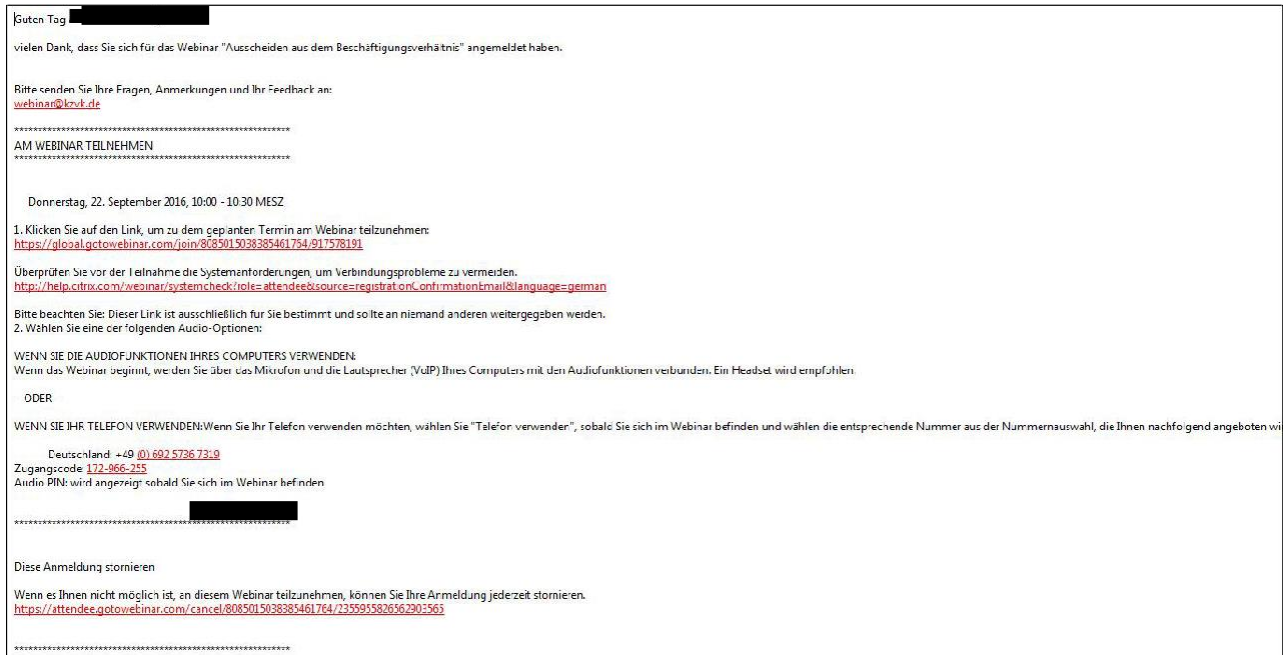 Guten Tag
vielen Dank, dass Sie sich für das Webinar "Ausscheiden aus dem Beschäftigungsverhältnis" angemeldet haben.
Bitte senden Sie Ihre Fragen, Anmerkungen und Ihr Feedback an:
webinar@kzvk.de
***********************************************************
AM WEBINAR TEILNEHMEN
***********************************************************
Donnerstag, 22. September 2016, 10:00 - 10:30 MESZ
1. Klicken Sie auf den Link, um zu dem geplanten Termin am Webinar teilzunehmen:
https://global.gotowebinar.com/join/8085015038385461764/917578191
Überprüfen Sie vor der Teilnahme die Systemanforderungen, um Verbindungsprobleme zu vermeiden.
http://help.citrix.com/webinar/systemcheck?role=attendee&source=registrationConfirmationEmail&language=german
Bitte beachten Sie: Dieser Link ist ausschließlich für Sie bestimmt und sollte an niemand anderen weitergegeben werden.
2. Wählen Sie eine der folgenden Audio-Optionen:
WENN SIE DIE AUDIOFUNKTIONEN IHRES COMPUTERS VERWENDEN:
Wenn das Webinar beginnt, werden Sie über das Mikrofon und die Lautsprecher (VoIP) Ihres Computers mit den Audiofunktionen verbunden. Ein Headset wird empfohlen.
ODER
WENN SIE IHR TELEFON VERWENDEN:Wenn Sie Ihr Telefon verwenden möchten, wählen Sie "Telefon verwenden", sobald Sie sich im Webinar befinden und wählen die entsprechende Nummer aus der Nummernauswahl, die Ihnen nachfolgend angeboten wi
Deutschland: +49 (0) 692 5736 7319
Zugangscode: 172-966-255
Audio PIN: wird angezeigt sobald Sie sich im Webinar befinden
***********************************************************
Diese Anmeldung stornieren
Wenn es Ihnen nicht möglich ist, an diesem Webinar teilzunehmen, können Sie Ihre Anmeldung jederzeit stornieren.
https://attendee.gotowebinar.com/cancel/8085015038385461764/2355955826562903565
***********************************************************